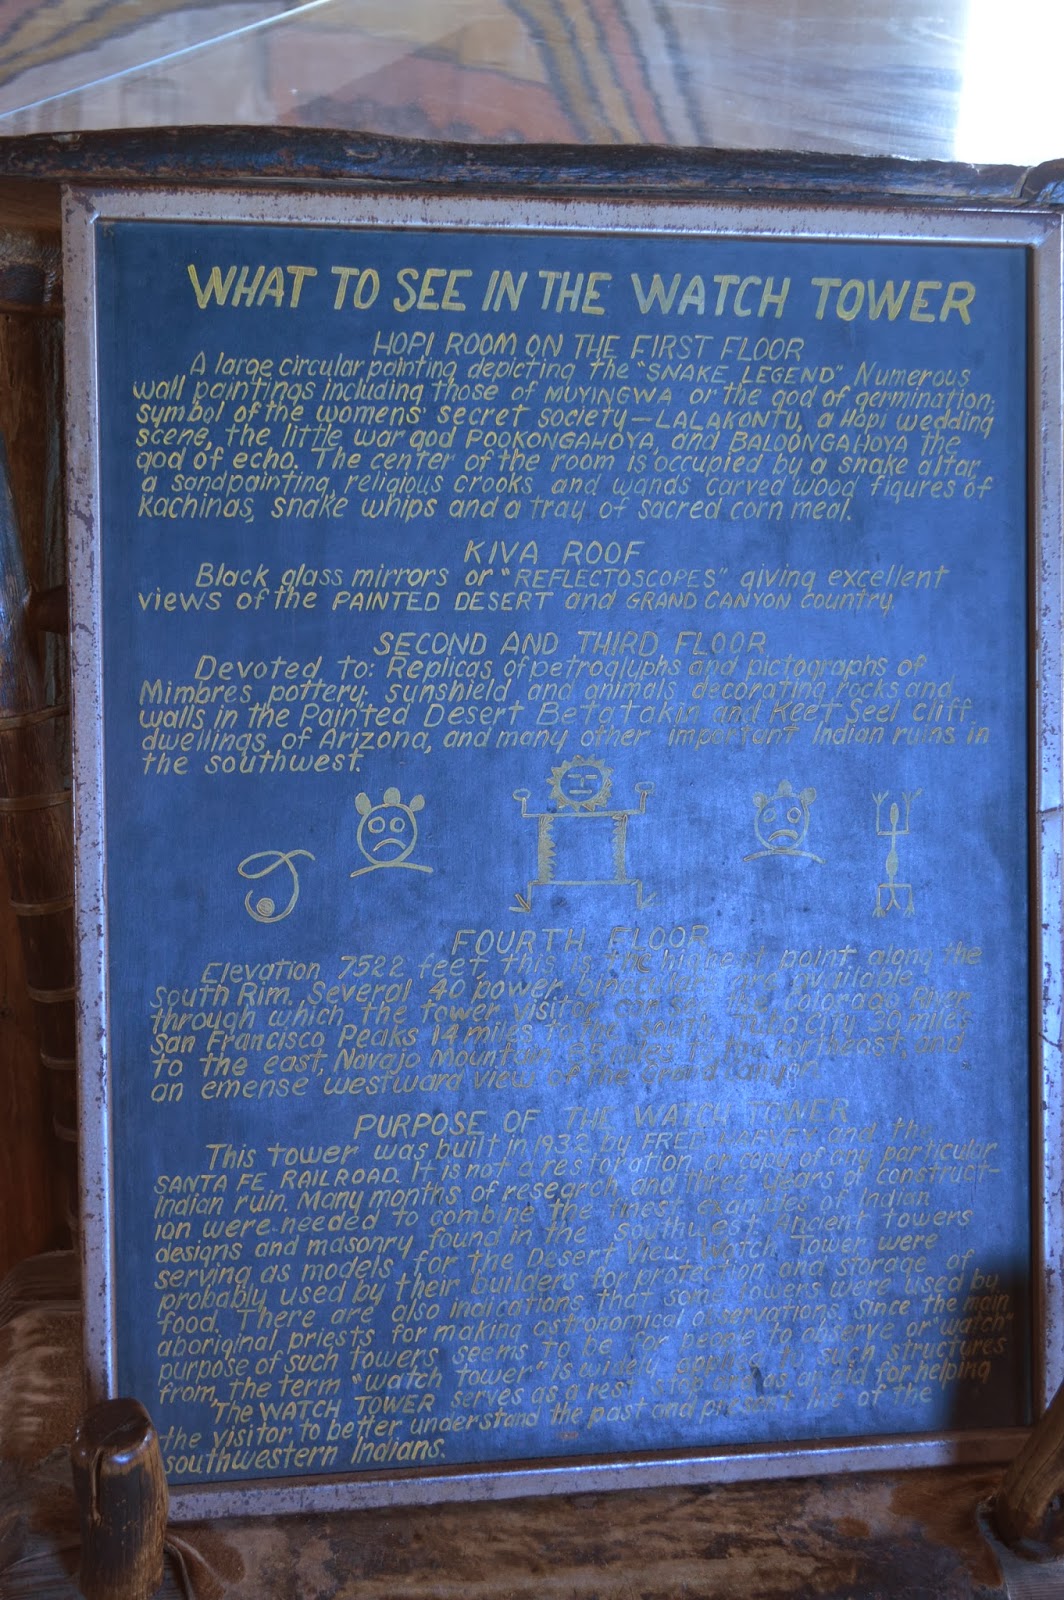 WHAT TO SEE IN THE WATCH TOWER
HOPI ROOM ON THE FIRST FLOOR
A large circular painting depicting the "SNAKE LEGEND" Numerous
wall paintings including those of MUYINGWA or the god of germination;
symbol of the womens' secret society—LALAKONTU, a Hopi wedding
scene, the little war god POOKONGAHOYA, and BALOONGAHOYA the
god of echo. The center of the room is occupied by a snake altar,
a sandpainting, religious crooks and wands carved wood figures of
kachinas, snake whips and a tray of sacred corn meal.
KIVA ROOF
Black glass mirrors or "REFLECTOSCOPES" giving excellent
views of the PAINTED DESERT and GRAND CANYON country.
SECOND AND THIRD FLOOR
Devoted to: Replicas of petroglyphs and pictographs of
Mimbres pottery; sunshield and animals decorating rocks and
walls in the Painted Desert Betatakin and Keet Seel cliff
dwellings of Arizona, and many other important Indian ruins in
the southwest.
FOURTH FLOOR
Elevation 7522 feet, this is the highest point along the
South Rim. Several 40 power binoculars are available
through which the tower visitor can see the Colorado River,
San Francisco Peaks 14 miles to the south, Tuba City 30 miles
to the east, Navajo Mountain miles to the northeast, and
an emense westward view of the Grand Canyon.
PURPOSE OF THE WATCH TOWER
This tower was built in 1932 by FRED HARVEY and the
SANTA FE RAILROAD. It is not a restoration or copy of any particular
Indian ruin. Many months of research and three years of construct-
ion were needed to combine the finest examples of Indian
designs and masonry found in the southwest. Ancient towers
serving as models for the Desert View Watch Tower were
probably used by their builders for protection and storage of
food. There are also indications that some towers were used by
aboriginal priests for making astronomical observations, since the main
purpose of such towers seems to be for people to observe or "watch"
from, the term "watch tower" is widely applied to such structures
The WATCH TOWER serves as a rest stop and as an aid for helping
the visitor to better understand the past and present life of the
southwestern Indians.